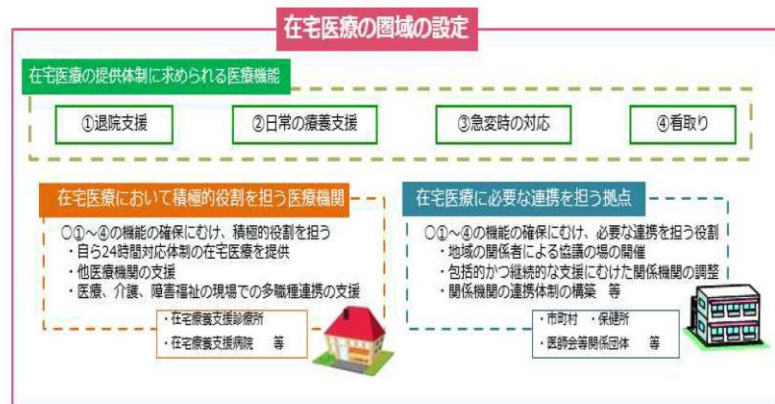 在宅医療の圏域の設定
在宅医療の提供体制に求められる医療機能
①退院支援
②日常の療養支援
③急変時の対応
④看取り
在宅医療において積極的役割を担う医療機関
○①～④の機能の確保にむけ、積極的役割を担う
・自ら24時間対応体制の在宅医療を提供
・他医療機関の支援
・医療、介護、障害福祉の現場での多職種連携の支援
・在宅療養支援診療所
・在宅療養支援病院　等
在宅医療に必要な連携を担う拠点
○①～④の機能の確保にむけ、必要な連携を担う役割
・地域の関係者による協議の場の開催
・包括的かつ継続的な支援にむけた関係機関の調整
・関係機関の連携体制の構築　等
・市町村　・保健所
・医師会等関係団体　等